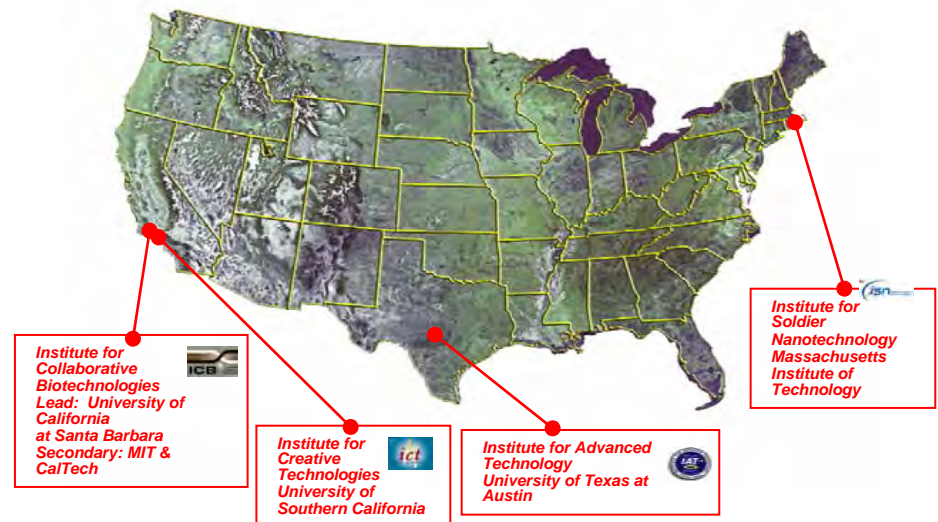 Institute for
Collaborative
Biotechnologies
Lead: University of
California
at Santa Barbara
Secondary: MIT &
CalTech
ICB
Institute for
Creative
Technologies
University of
Southern California
ict
Institute for Advanced
Technology
University of Texas at
Austin
IAT
Institute for
Soldier
Nanotechnology
Massachusetts
Institute of
Technology
isn